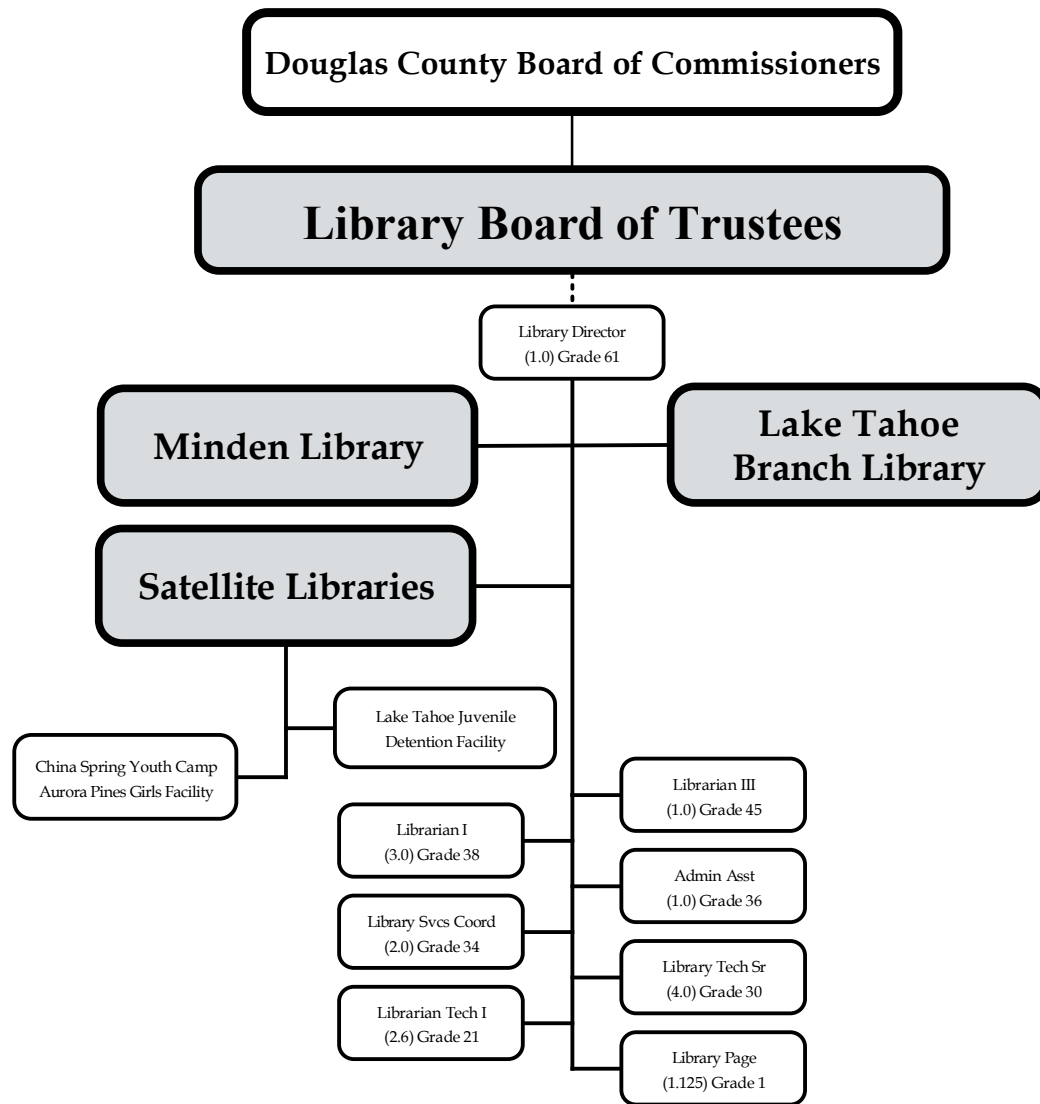 Douglas County Board of Commissioners
Library Board of Trustees
Library Director
(1.0) Grade 61
Minden Library
Lake Tahoe
Branch Library
Satellite Libraries
Lake Tahoe Juvenile
Detention Facility
China Spring Youth Camp
Aurora Pines Girls Facility
Librarian III
(1.0) Grade 45
Librarian I
(3.0) Grade 38
Admin Asst
(1.0) Grade 36
Library Svcs Coord
(2.0) Grade 34
Library Tech Sr
(4.0) Grade 30
Librarian Tech I
(2.6) Grade 21
Library Page
(1.125) Grade 1